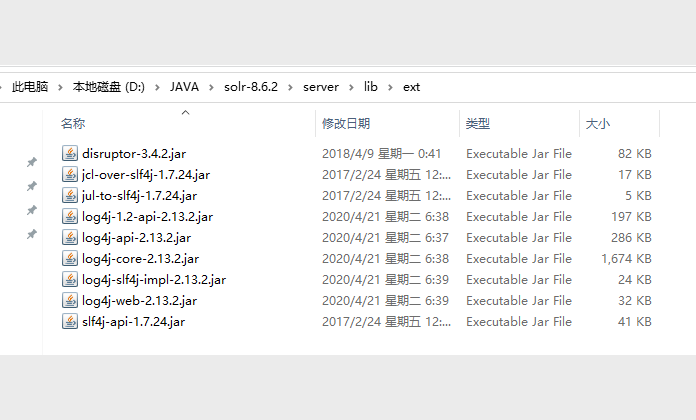 此电脑 > 本地磁盘 (D:) > JAVA > solr-8.6.2 > server > lib > ext
名称 修改日期 类型 大小
disruptor-3.4.2.jar 2018/4/9 星期一 0:41 Executable Jar File 82 KB
jcl-over-slf4j-1.7.24.jar 2017/2/24 星期五 12:... Executable Jar File 17 KB
jul-to-slf4j-1.7.24.jar 2017/2/24 星期五 12:... Executable Jar File 5 KB
log4j-1.2-api-2.13.2.jar 2020/4/21 星期二 6:38 Executable Jar File 197 KB
log4j-api-2.13.2.jar 2020/4/21 星期二 6:37 Executable Jar File 286 KB
log4j-core-2.13.2.jar 2020/4/21 星期二 6:38 Executable Jar File 1,674 KB
log4j-slf4j-impl-2.13.2.jar 2020/4/21 星期二 6:39 Executable Jar File 24 KB
log4j-web-2.13.2.jar 2020/4/21 星期二 6:39 Executable Jar File 32 KB
slf4j-api-1.7.24.jar 2017/2/24 星期五 12:... Executable Jar File 41 KB